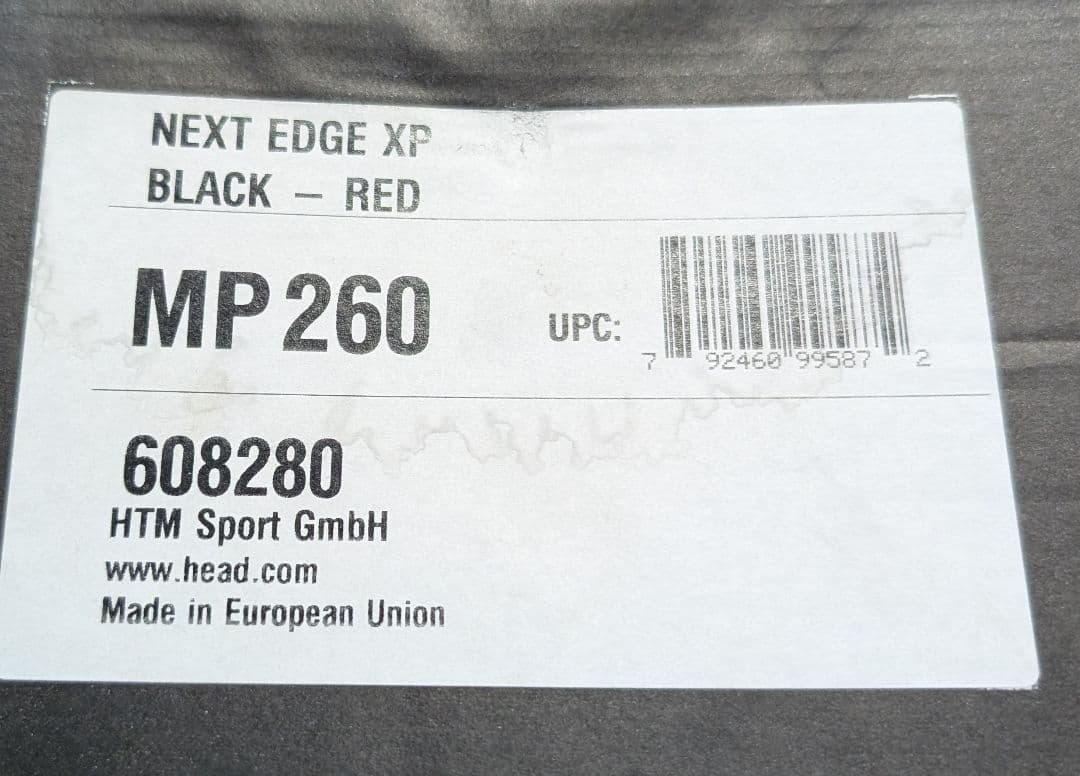 NEXT EDGE XP
BLACK – RED
MP 260
UPC:
7 92460 99587 2
608280
HTM Sport GmbH
www.head.com
Made in European Union